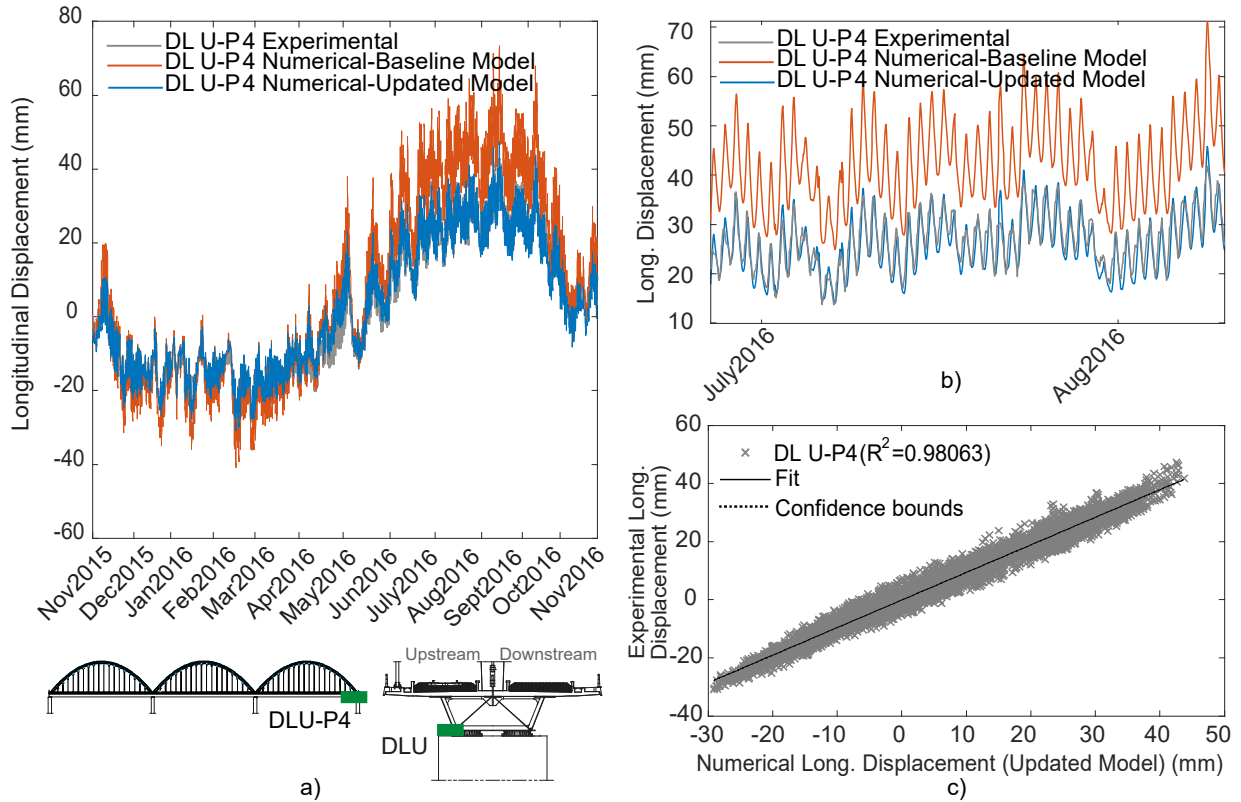 80
60
40
20
0
-20
-40
-60
Longitudinal Displacement (mm)
DL U-P4 Experimental
DL U-P4 Numerical-Baseline Model
DL U-P4 Numerical-Updated Model
Nov2015
Dec2015
Jan2016
Feb2016
Mar2016
Apr2016
May2016
Jun2016
July2016
Aug2016
Sept2016
Oct2016
Nov2016
DLU-P4
Upstream
Downstream
DLU
a)
70
60
50
40
30
20
10
Long. Displacement (mm)
DL U-P4 Experimental
DL U-P4 Numerical-Baseline Model
DL U-P4 Numerical-Updated Model
July2016
Aug2016
b)
60
40
20
0
-20
-40
Experimental Long.
Displacement (mm)
DL U-P4(R²=0.98063)
Fit
Confidence bounds
-30 -20 -10 0 10 20 30 40 50
Numerical Long. Displacement (Updated Model) (mm)
c)